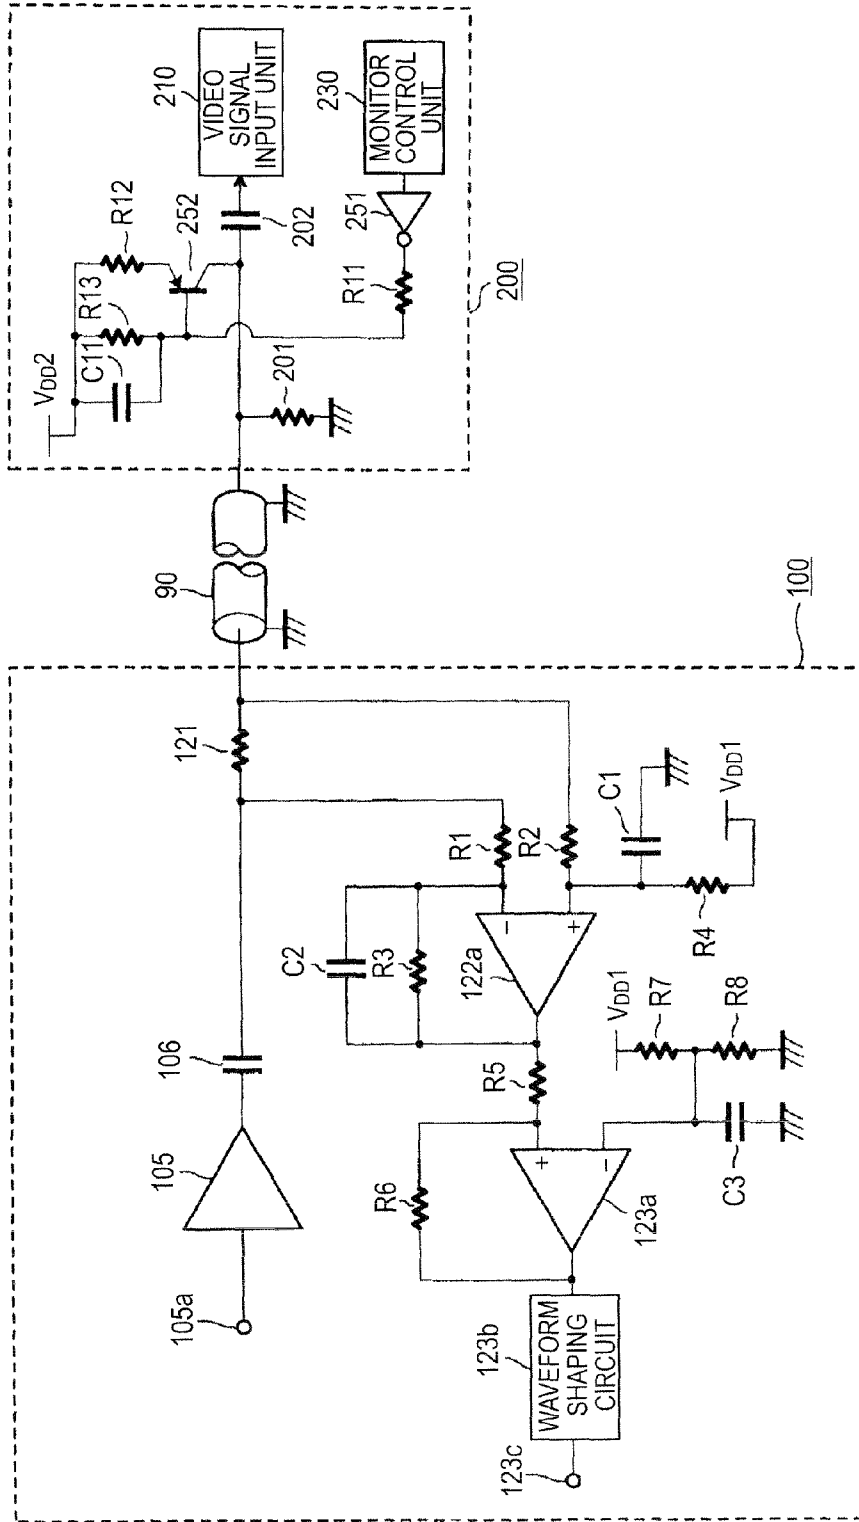 210
VIDEO
SIGNAL
INPUT UNIT
230
MONITOR
CONTROL
UNIT
R12
252
202
251
R13
R11
C11
VDD2
201
200
90
100
121
R1
R2
C1
VDD1
C2
R3
122a
R4
106
R5
VDD1
R7
R8
105
R6
123a
C3
105a
123b
WAVEFORM
SHAPING
CIRCUIT
123c